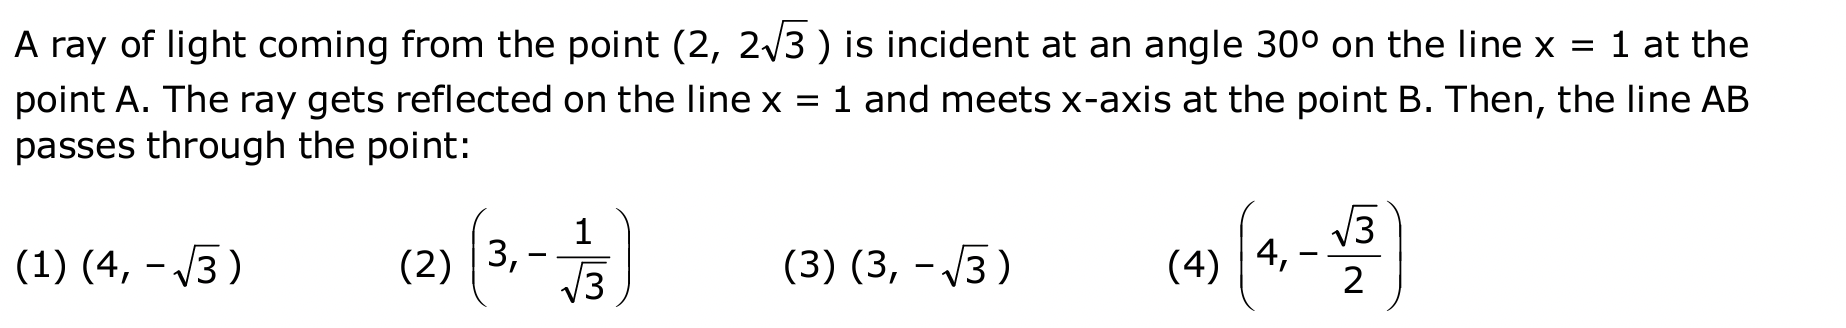 A ray of light coming from the point (2, 2√3 ) is incident at an angle 30º on the line x = 1 at the
point A. The ray gets reflected on the line x = 1 and meets x-axis at the point B. Then, the line AB
passes through the point:
(1) (4, −√3 ) (2) (3, −1/√3) (3) (3, −√3 ) (4) (4, −√3/2)